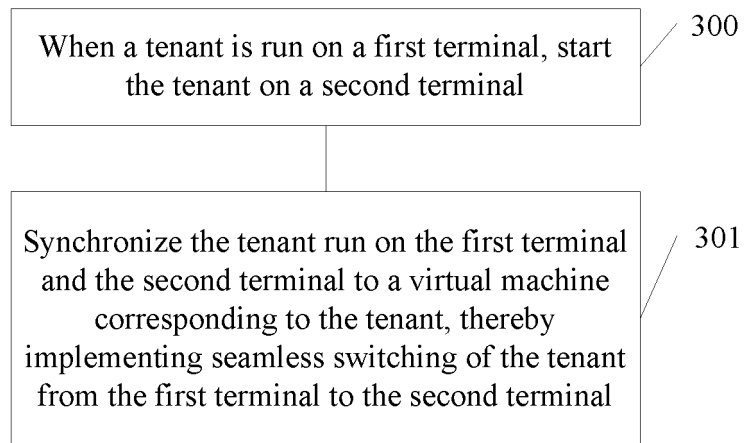 When a tenant is run on a first terminal, start
the tenant on a second terminal
300
Synchronize the tenant run on the first terminal
and the second terminal to a virtual machine
corresponding to the tenant, thereby
implementing seamless switching of the tenant
from the first terminal to the second terminal
301